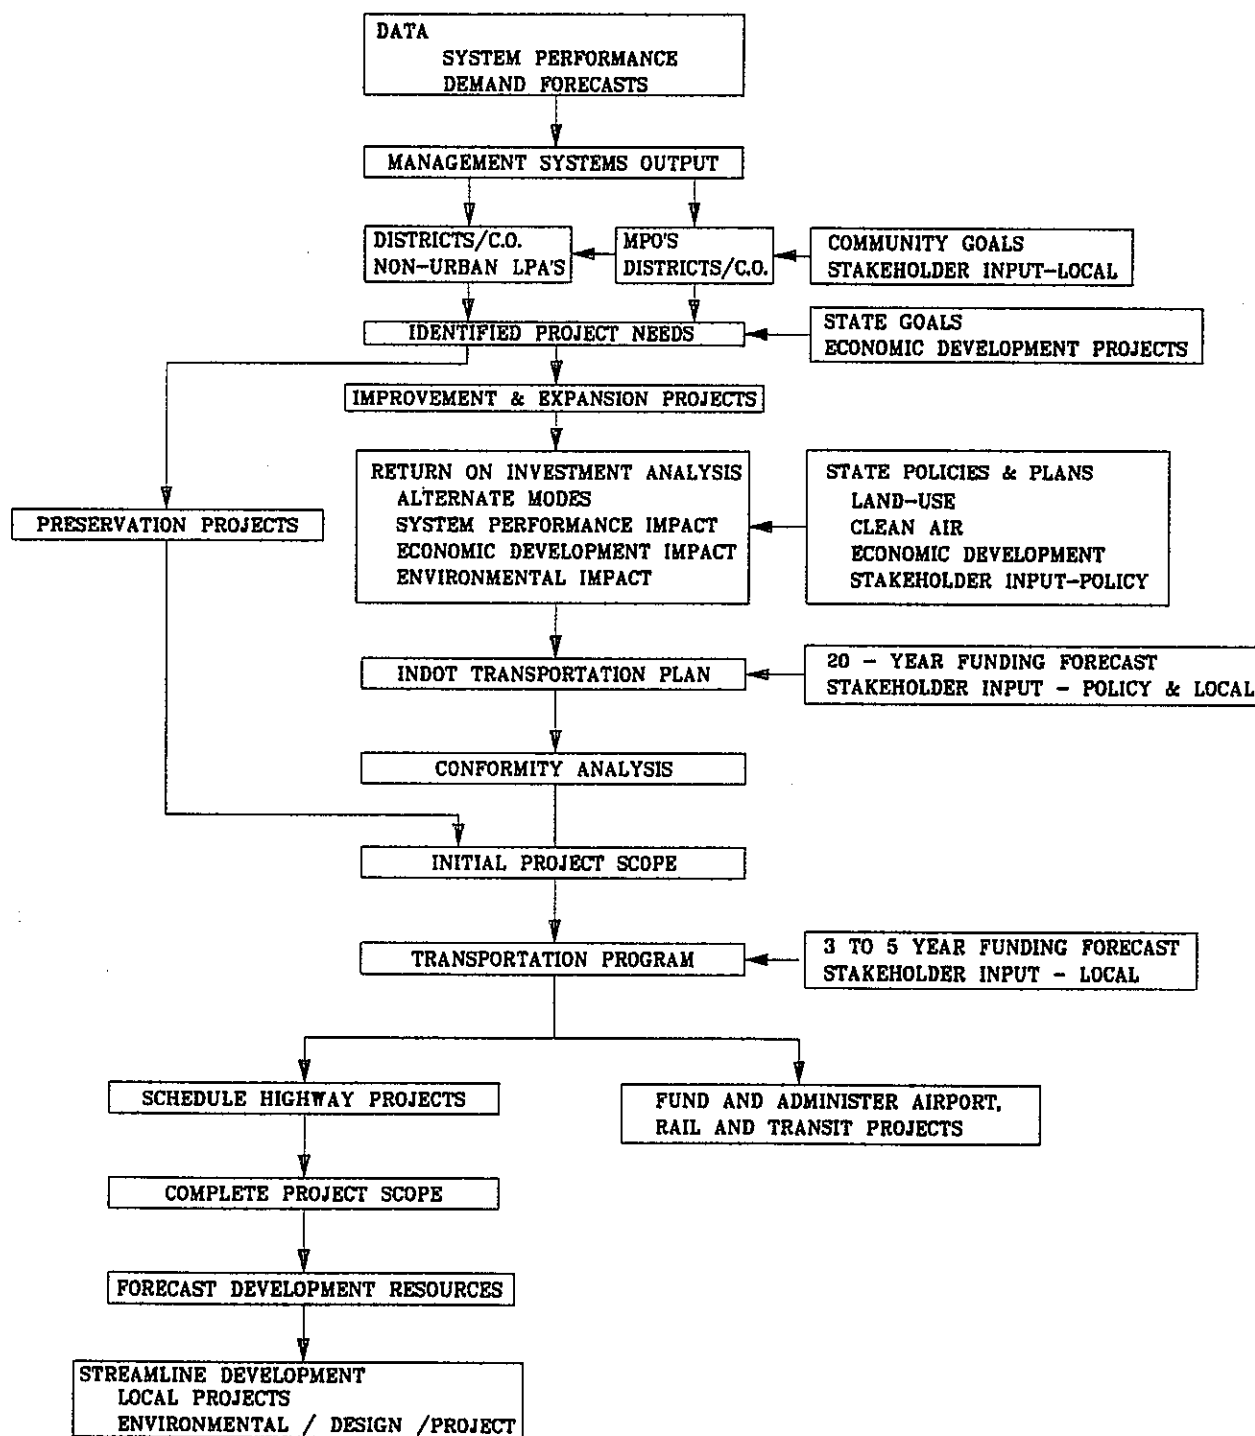 DATA
SYSTEM PERFORMANCE
DEMAND FORECASTS
MANAGEMENT SYSTEMS OUTPUT
DISTRICTS/C.O.
NON-URBAN LPA'S
MPO'S
DISTRICTS/C.O.
COMMUNITY GOALS
STAKEHOLDER INPUT-LOCAL
IDENTIFIED PROJECT NEEDS
STATE GOALS
ECONOMIC DEVELOPMENT PROJECTS
IMPROVEMENT & EXPANSION PROJECTS
RETURN ON INVESTMENT ANALYSIS
ALTERNATE MODES
SYSTEM PERFORMANCE IMPACT
ECONOMIC DEVELOPMENT IMPACT
ENVIRONMENTAL IMPACT
STATE POLICIES & PLANS
LAND-USE
CLEAN AIR
ECONOMIC DEVELOPMENT
STAKEHOLDER INPUT-POLICY
PRESERVATION PROJECTS
INDOT TRANSPORTATION PLAN
20 - YEAR FUNDING FORECAST
STAKEHOLDER INPUT - POLICY & LOCAL
CONFORMITY ANALYSIS
INITIAL PROJECT SCOPE
TRANSPORTATION PROGRAM
3 TO 5 YEAR FUNDING FORECAST
STAKEHOLDER INPUT - LOCAL
SCHEDULE HIGHWAY PROJECTS
FUND AND ADMINISTER AIRPORT,
RAIL AND TRANSIT PROJECTS
COMPLETE PROJECT SCOPE
FORECAST DEVELOPMENT RESOURCES
STREAMLINE DEVELOPMENT
LOCAL PROJECTS
ENVIRONMENTAL / DESIGN /PROJECT